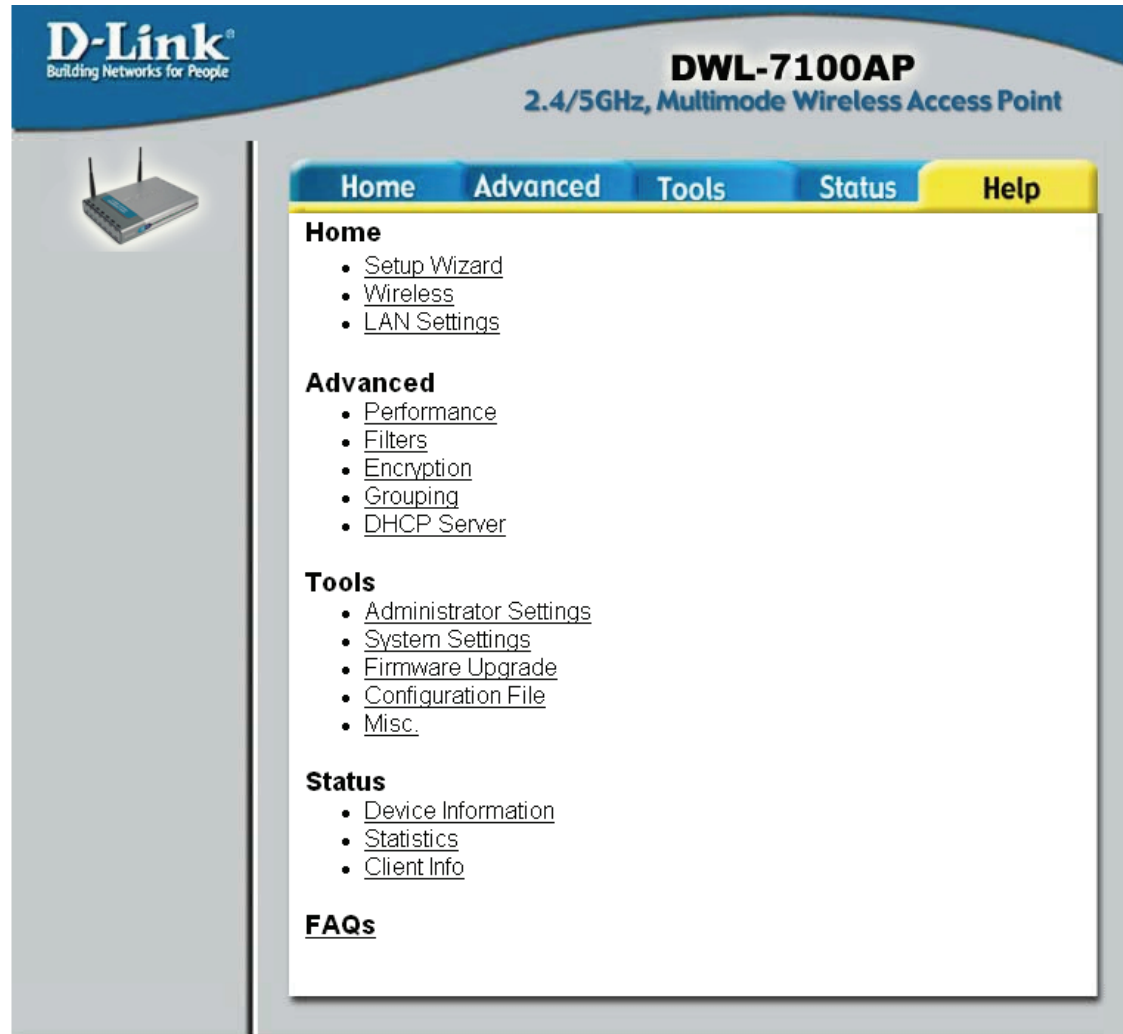 D-Link®
Building Networks for People
DWL-7100AP
2.4/5GHz, Multimode Wireless Access Point
Home Advanced Tools Status Help
Home
• Setup Wizard
• Wireless
• LAN Settings
Advanced
• Performance
• Filters
• Encryption
• Grouping
• DHCP Server
Tools
• Administrator Settings
• System Settings
• Firmware Upgrade
• Configuration File
• Misc.
Status
• Device Information
• Statistics
• Client Info
FAQs